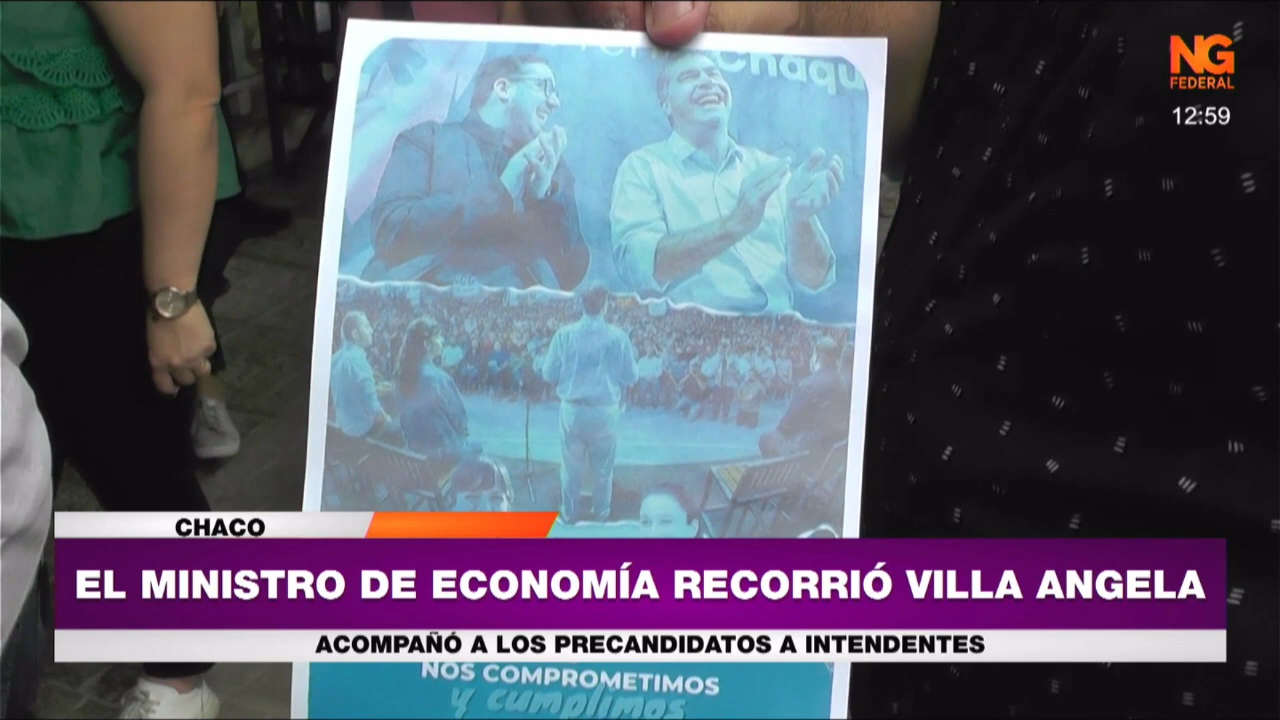 NG
FEDERAL
12:59
CHACO
EL MINISTRO DE ECONOMÍA RECORRIÓ VILLA ANGELA
ACOMPAÑÓ A LOS PRECANDIDATOS A INTENDENTES
NOS COMPROMETIMOS
y cumplimos